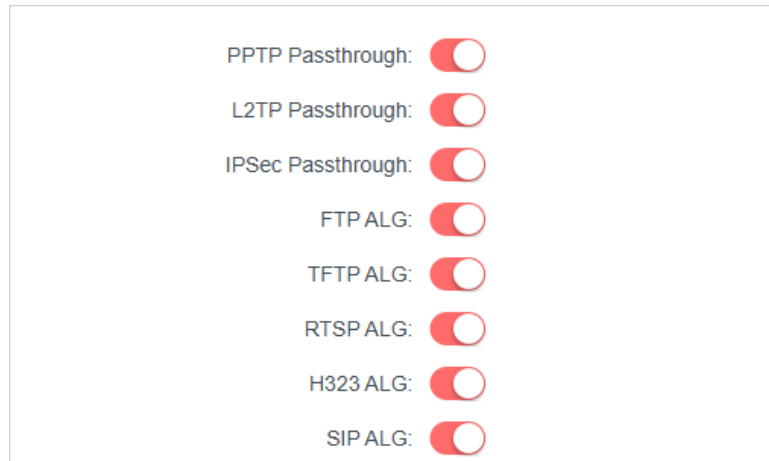 PPTP Passthrough:
L2TP Passthrough:
IPSec Passthrough:
FTP ALG:
TFTP ALG:
RTSP ALG:
H323 ALG:
SIP ALG: